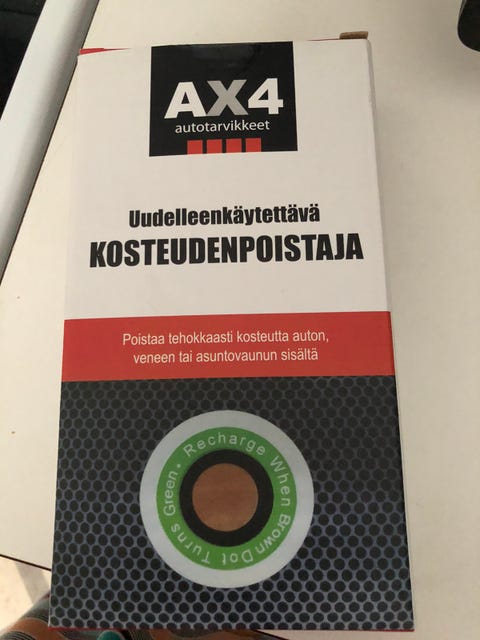 AX4
autotarvikkeet
Uudelleenkäytettävä
KOSTEUDENPOISTAJA
Poistaa tehokkaasti kosteutta auton,
veneen tai asuntovaunun sisältä
Recharge When Brown Dot Turns Green •